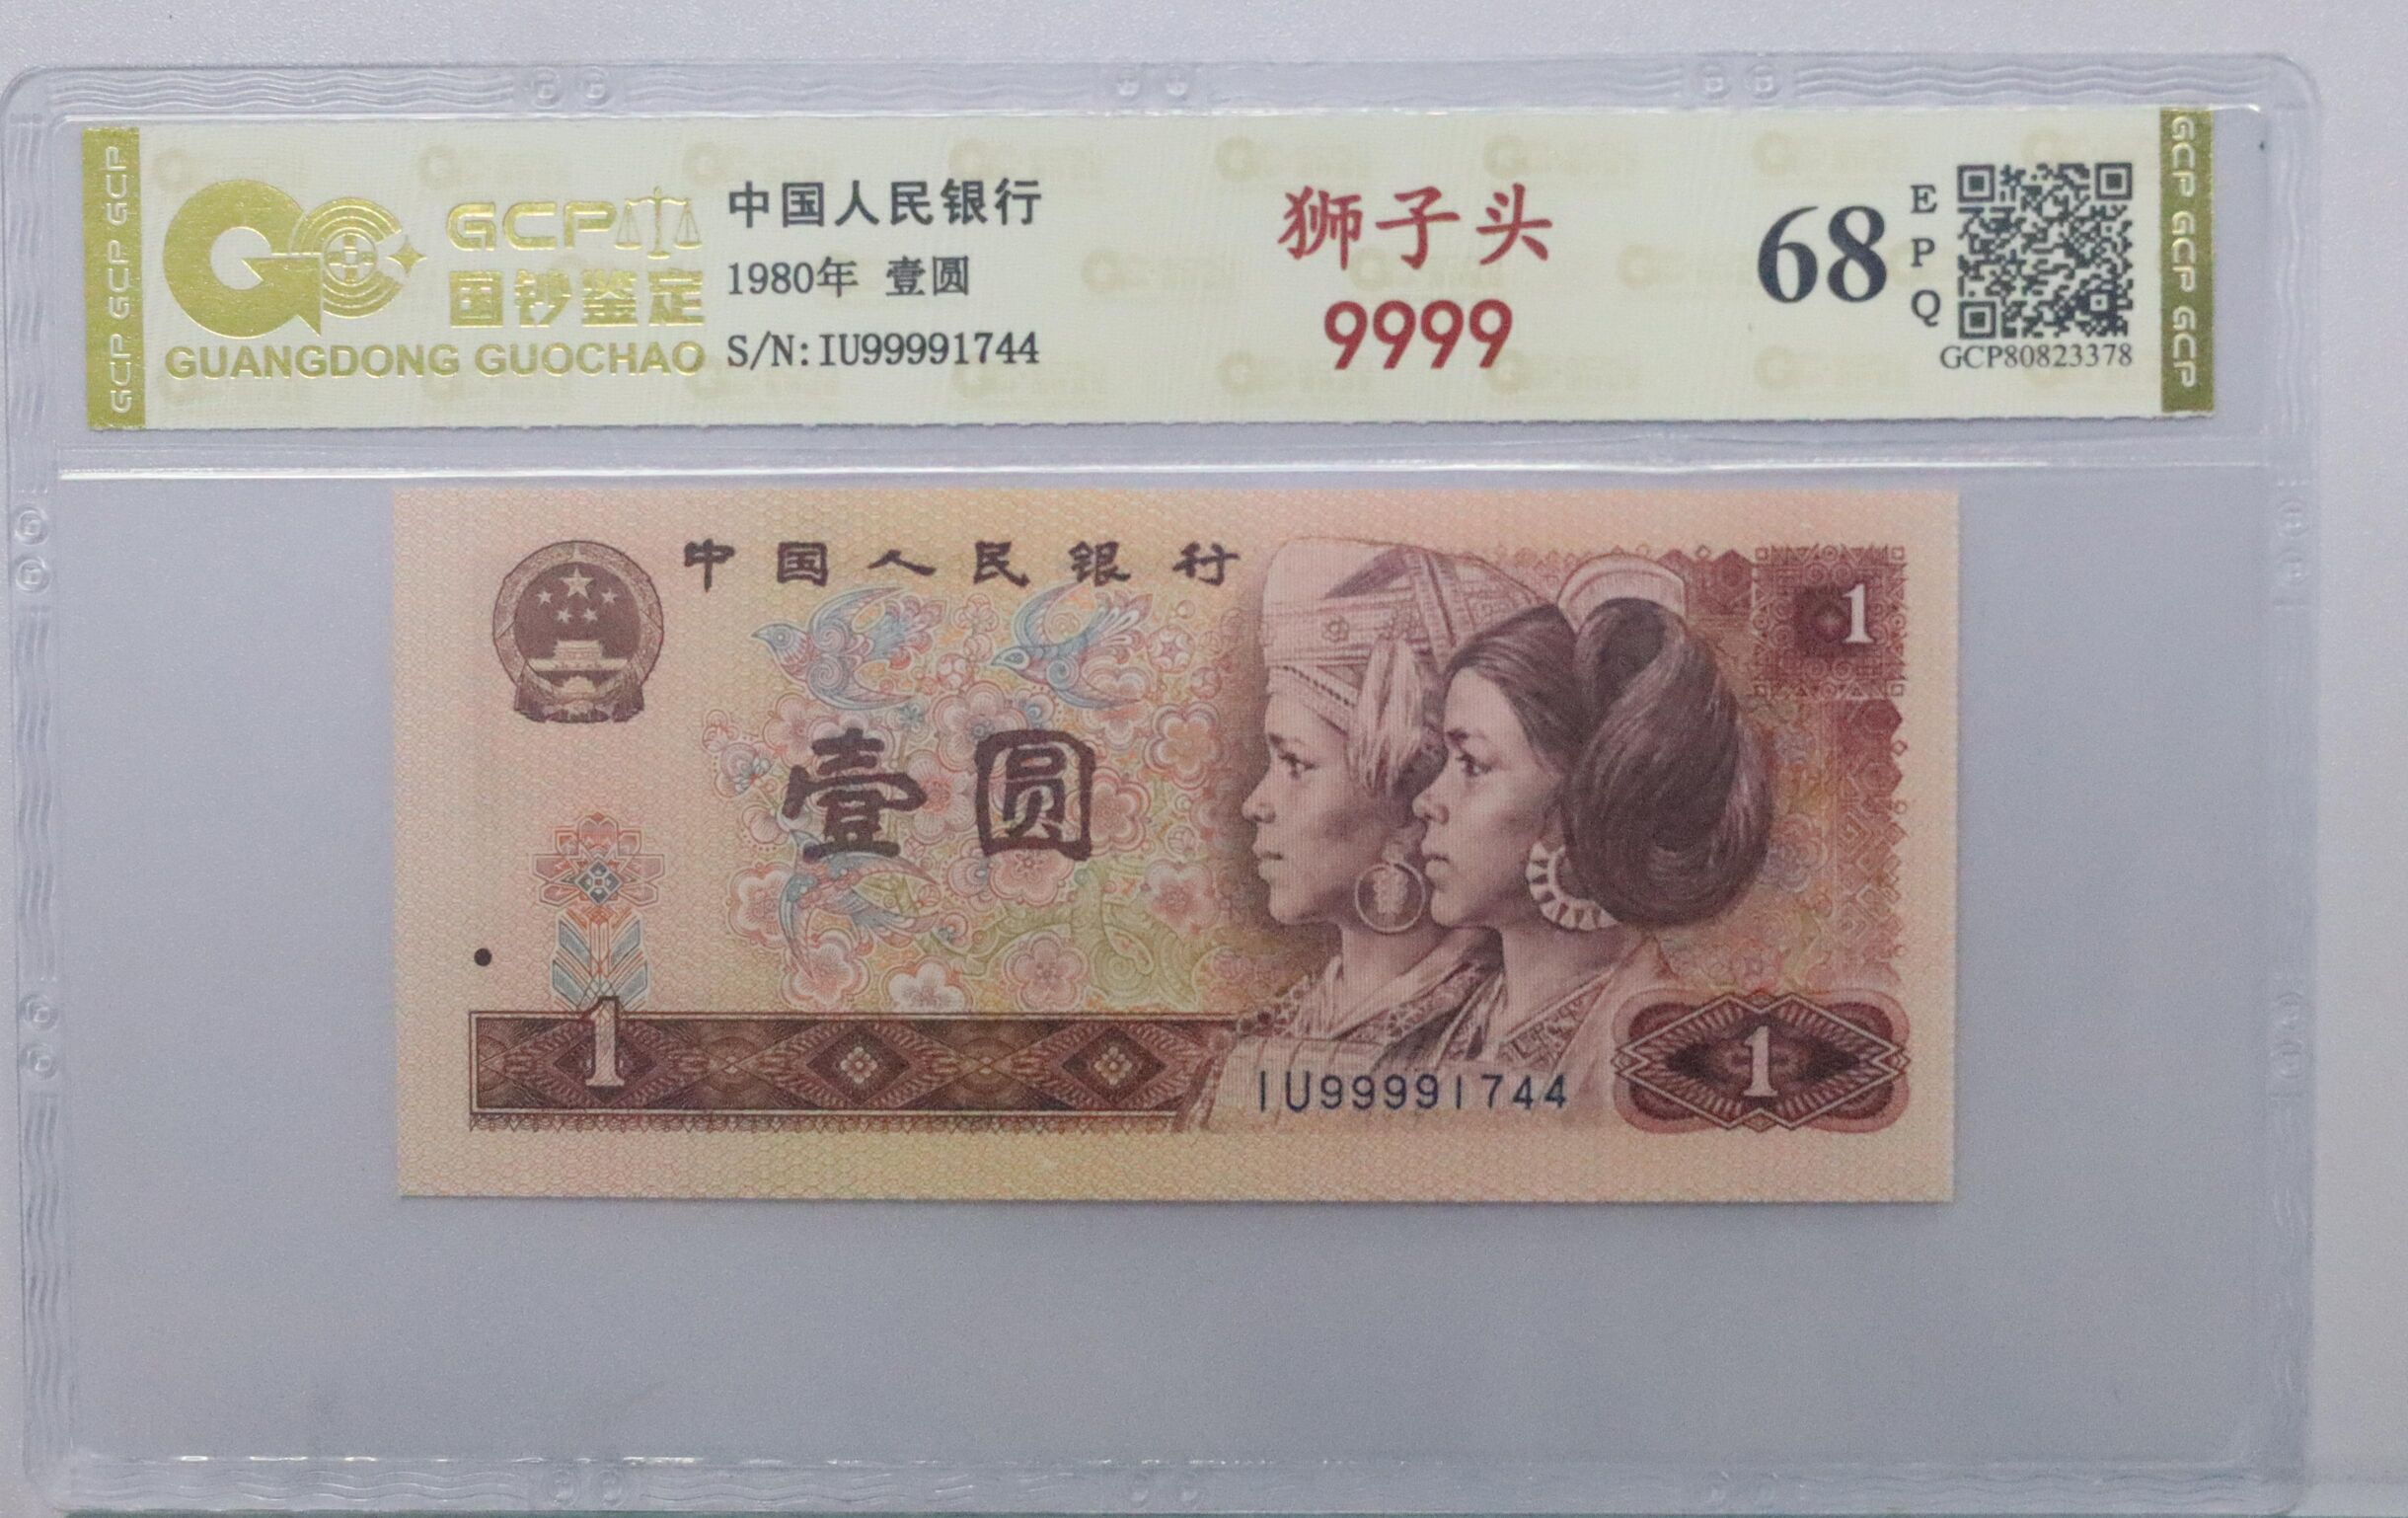 GCP GCP GCP
GCP
国钞鉴定
GUANGDONG GUOCHAO
中国人民银行
1980年 壹圆
S/N:IU99991744
狮子头
9999
68
EPQ
GCP80823378
GCP GCP GCP GCP
中国人民银行
1
壹圆
1
IU99991744
1